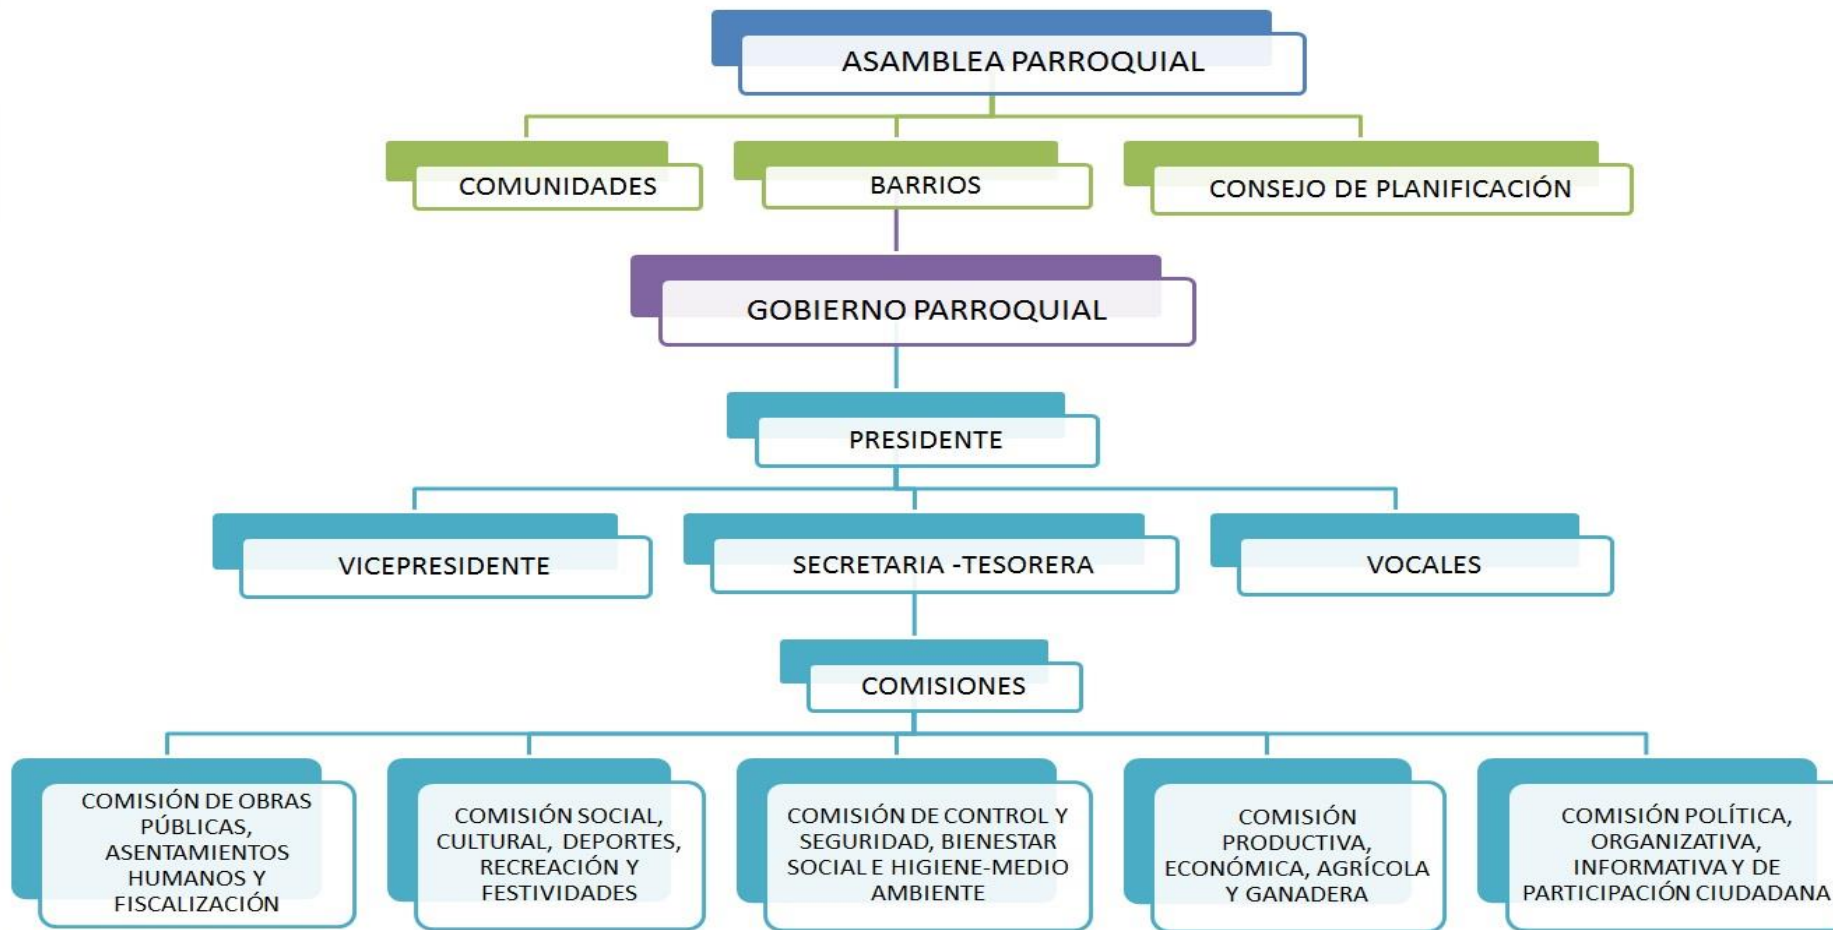 ASAMBLEA PARROQUIAL
COMUNIDADES
BARRIOS
CONSEJO DE PLANIFICACIÓN
GOBIERNO PARROQUIAL
PRESIDENTE
VICEPRESIDENTE
SECRETARIA -TESORERA
VOCALES
COMISIONES
COMISIÓN DE OBRAS
PÚBLICAS,
ASENTAMIENTOS
HUMANOS Y
FISCALIZACIÓN
COMISIÓN SOCIAL,
CULTURAL, DEPORTES,
RECREACIÓN Y
FESTIVIDADES
COMISIÓN DE CONTROL Y
SEGURIDAD, BIENESTAR
SOCIAL E HIGIENE-MEDIO
AMBIENTE
COMISIÓN
PRODUCTIVA,
ECONÓMICA, AGRÍCOLA
Y GANADERA
COMISIÓN POLÍTICA,
ORGANIZATIVA,
INFORMATIVA Y DE
PARTICIPACIÓN CIUDADANA